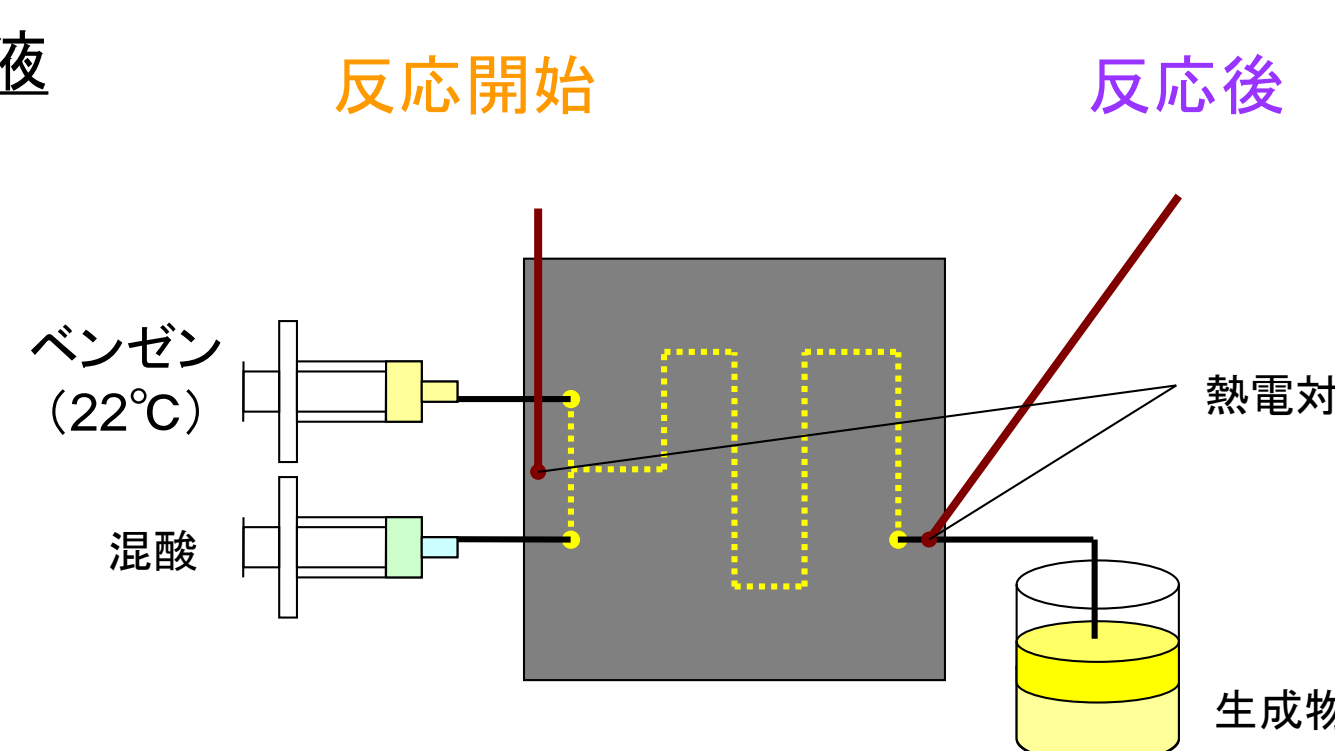 液
反応開始
反応後
ベンゼン
（22℃）
熱電対
混酸
生成物